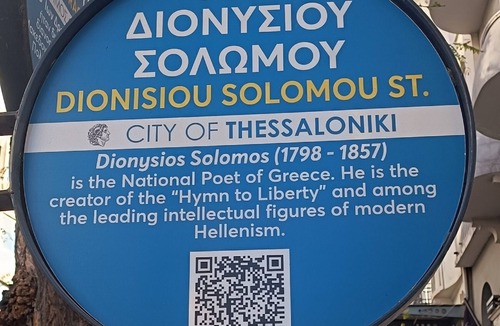 ΔΙΟΝΥΣΙΟΥ
ΣΟΛΩΜΟΥ
DIONISIOU SOLOMOU ST.
CITY OF THESSALONIKI
Dionysios Solomos (1798 - 1857)
is the National Poet of Greece. He is the
creator of the “Hymn to Liberty” and among
the leading intellectual figures of modern
Hellenism.